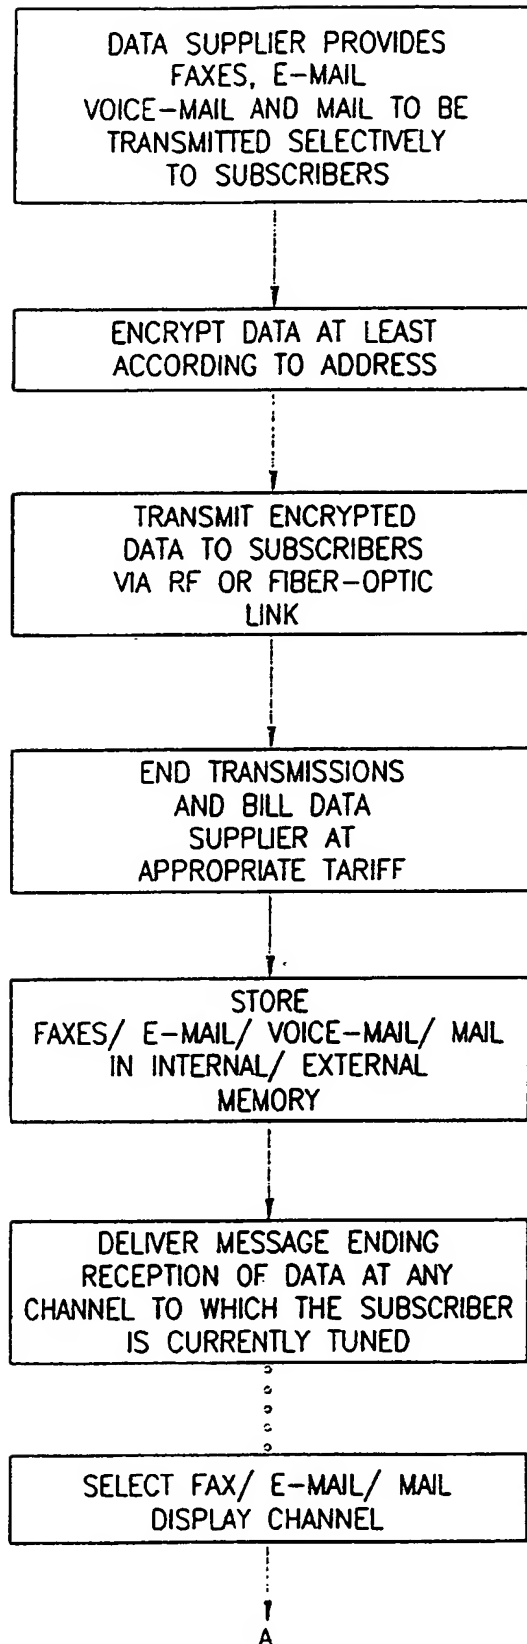 DATA SUPPLIER PROVIDES
FAXES, E-MAIL
VOICE-MAIL AND MAIL TO BE
TRANSMITTED SELECTIVELY
TO SUBSCRIBERS
ENCRYPT DATA AT LEAST
ACCORDING TO ADDRESS
TRANSMIT ENCRYPTED
DATA TO SUBSCRIBERS
VIA RF OR FIBER-OPTIC
LINK
END TRANSMISSIONS
AND BILL DATA
SUPPLIER AT
APPROPRIATE TARIFF
STORE
FAXES/ E-MAIL/ VOICE-MAIL/ MAIL
IN INTERNAL/ EXTERNAL
MEMORY
DELIVER MESSAGE ENDING
RECEPTION OF DATA AT ANY
CHANNEL TO WHICH THE SUBSCRIBER
IS CURRENTLY TUNED
SELECT FAX/ E-MAIL/ MAIL
DISPLAY CHANNEL
A